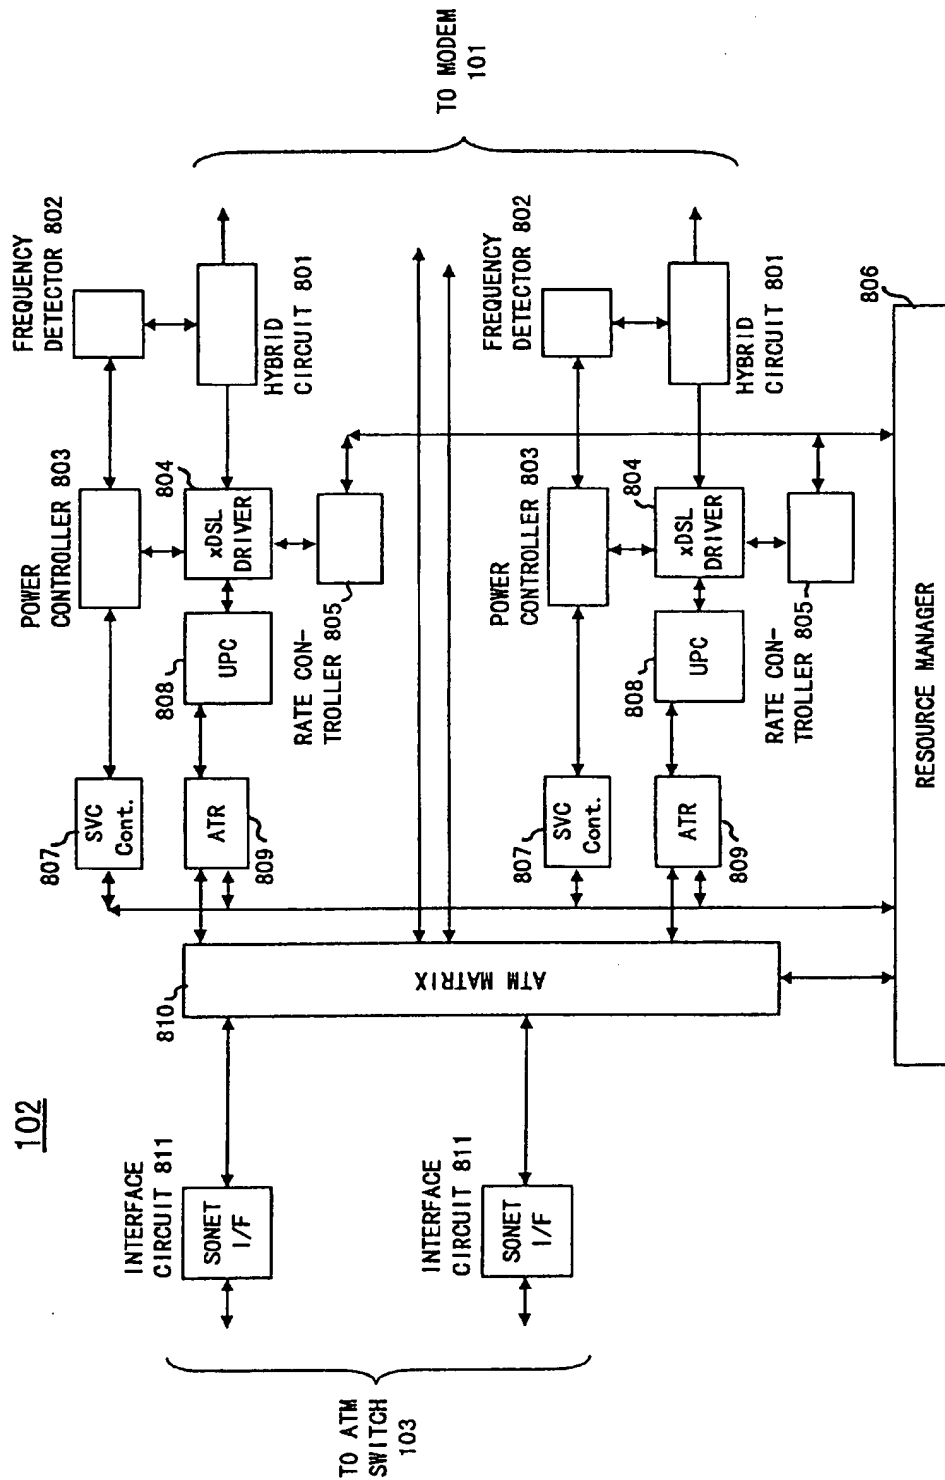 102
TO ATM
SWITCH
103
INTERFACE
CIRCUIT 811
SONET
I/F
INTERFACE
CIRCUIT 811
SONET
I/F
810
ATM MATRIX
807
SVC
Cont.
809
ATR
808
UPC
POWER
CONTROLLER 803
804
xDSL
DRIVER
RATE CON-
TROLLER 805
FREQUENCY
DETECTOR 802
HYBRID
CIRCUIT 801
TO MODEM
101
807
SVC
Cont.
809
ATR
808
UPC
POWER
CONTROLLER 803
804
xDSL
DRIVER
RATE CON-
TROLLER 805
FREQUENCY
DETECTOR 802
HYBRID
CIRCUIT 801
806
RESOURCE MANAGER